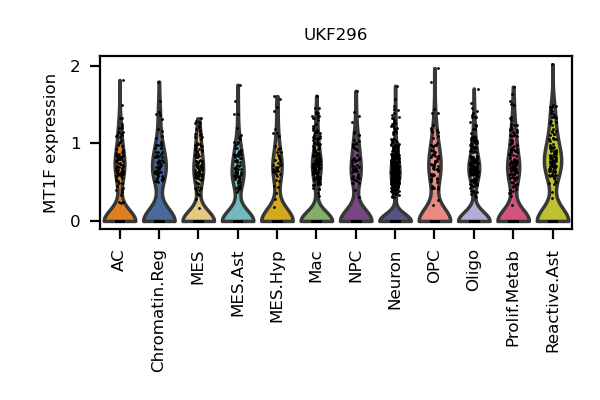 UKF296
MT1F expression
2
1
0
AC
Chromatin.Reg
MES
MES.Ast
MES.Hyp
Mac
NPC
Neuron
OPC
Oligo
Prolif.Metab
Reactive.Ast